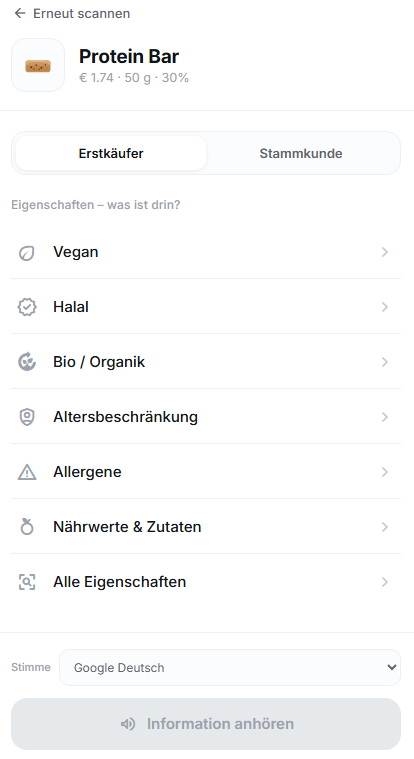 Erneut scannen
Protein Bar
€ 1.74 · 50 g · 30%
Erstkäufer
Stammkunde
Eigenschaften – was ist drin?
Vegan
Halal
Bio / Organik
Altersbeschränkung
Allergene
Nährwerte & Zutaten
Alle Eigenschaften
Stimme
Google Deutsch
Information anhören